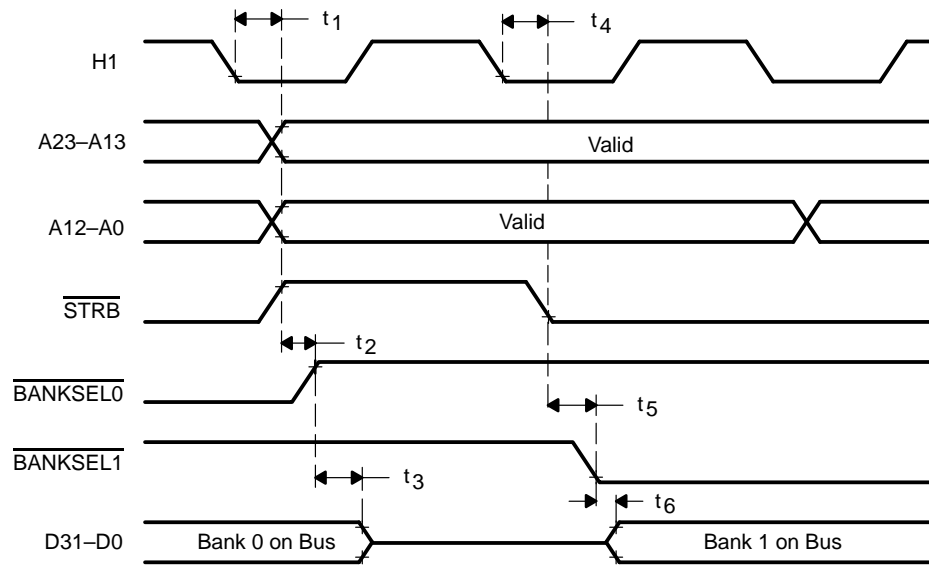 t1
t4
H1
A23–A13
Valid
A12–A0
Valid
STRB
t2
BANKSEL0
t5
BANKSEL1
t3
t6
D31–D0
Bank 0 on Bus
Bank 1 on Bus